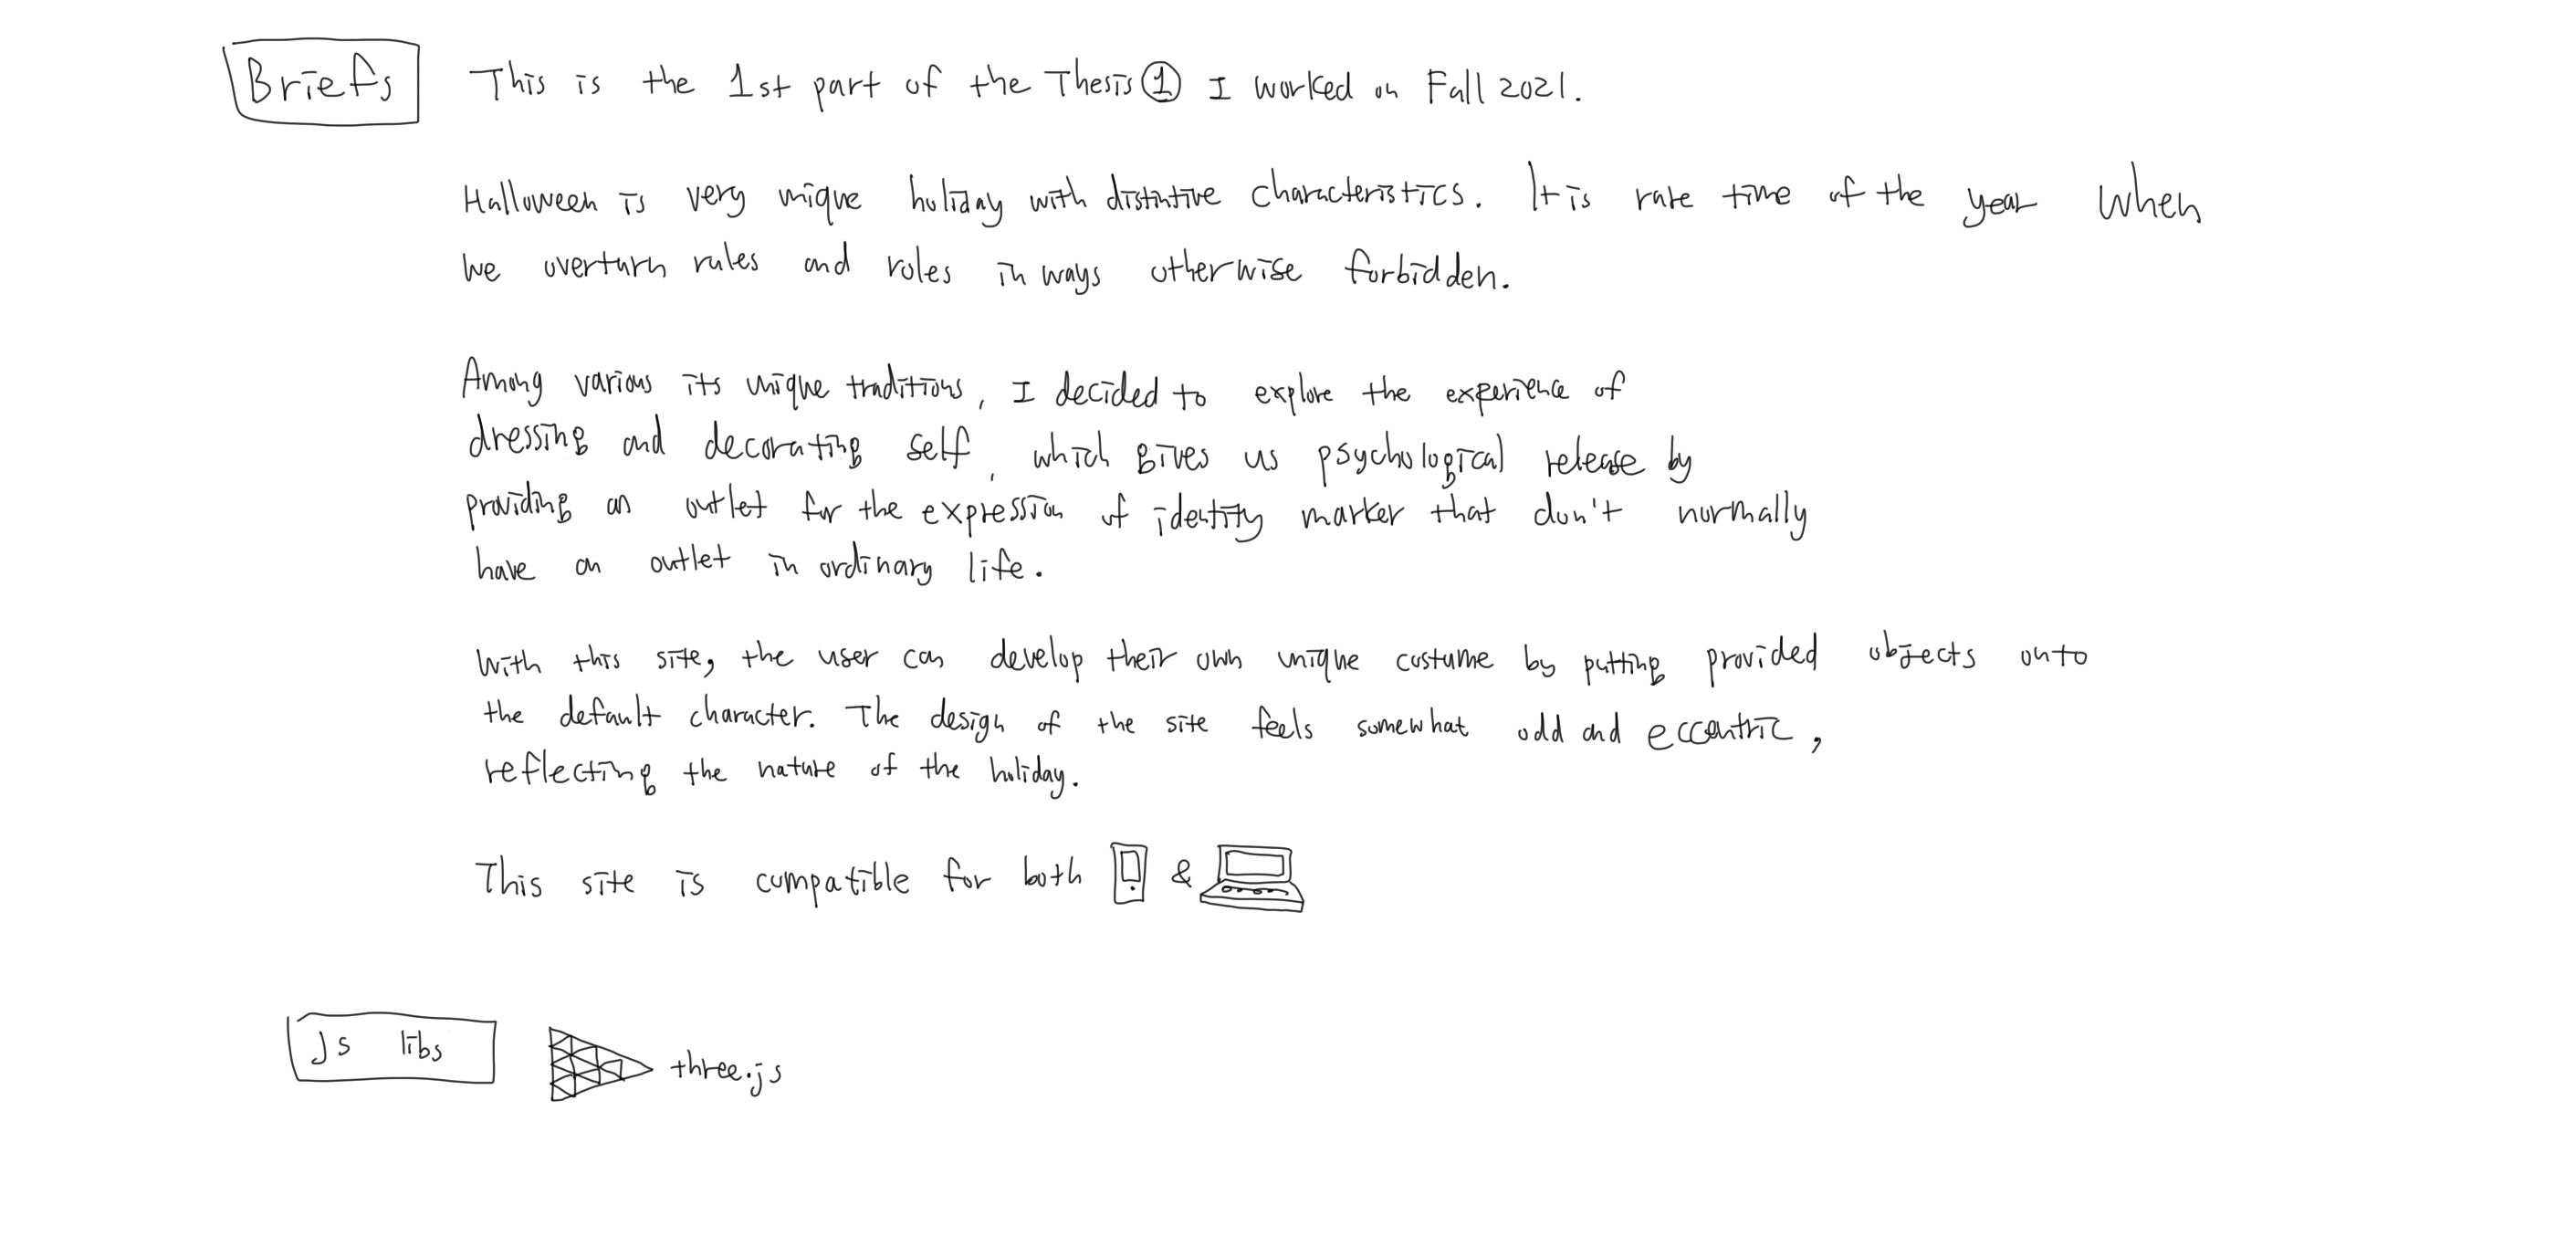 Briefs This is the 1st part of the Thesis ① I worked on Fall 2021.
Halloween is very unique holiday with distintive characteristics. It is rare time of the year when
we overturn rules and roles in ways otherwise forbidden.
Among various its unique traditions, I decided to explore the experience of
dressing and decorating self, which gives us psychological release by
providing an outlet for the expression of identity marker that don't normally
have an outlet in ordinary life.
With this site, the user can develop their own unique costume by putting provided objects onto
the default character. The design of the site feels somewhat odd and eccentric,
reflecting the nature of the holiday.
This site is compatible for both &
js libs three.js